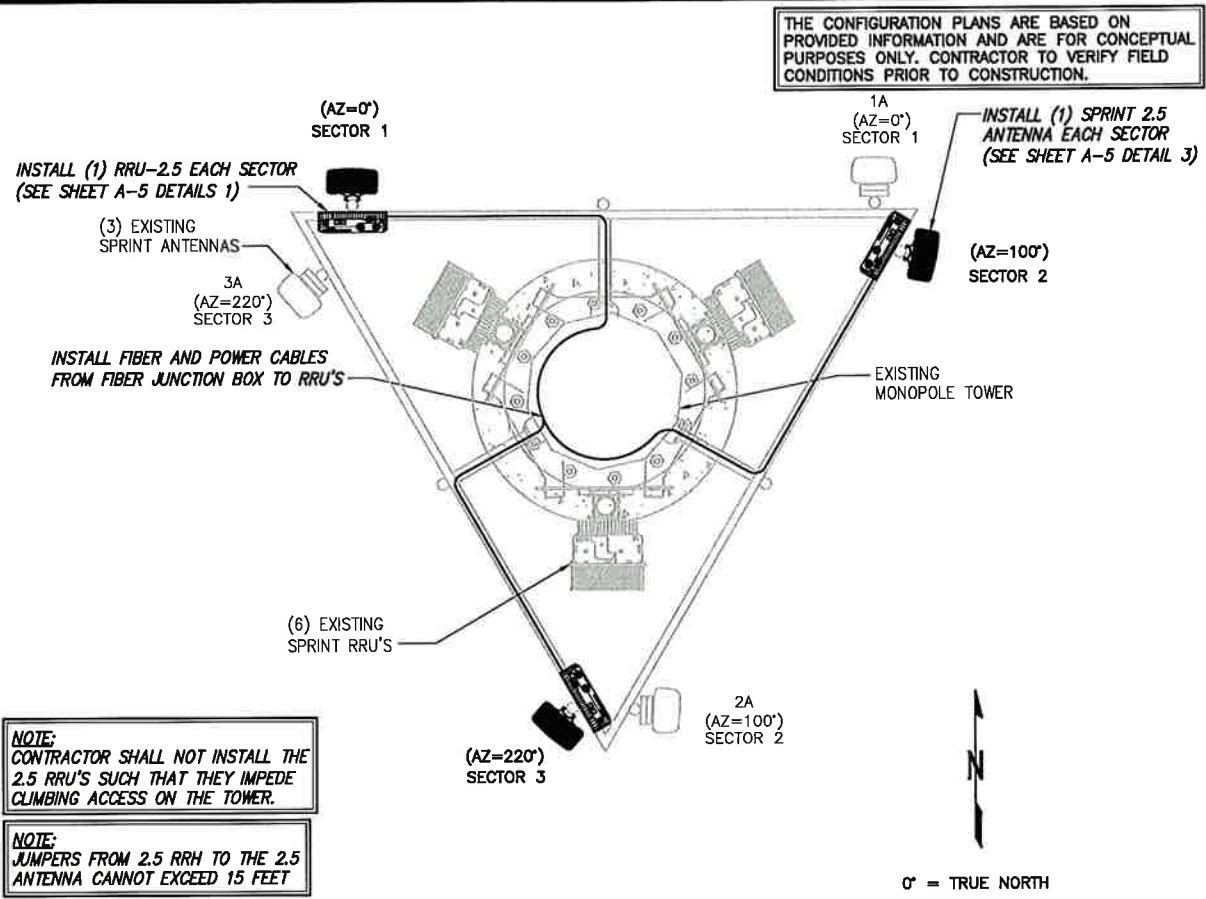 THE CONFIGURATION PLANS ARE BASED ON
PROVIDED INFORMATION AND ARE FOR CONCEPTUAL
PURPOSES ONLY. CONTRACTOR TO VERIFY FIELD
CONDITIONS PRIOR TO CONSTRUCTION.
(AZ=0°)
SECTOR 1
1A
(AZ=0°)
SECTOR 1
INSTALL (1) SPRINT 2.5
ANTENNA EACH SECTOR
(SEE SHEET A-5 DETAIL 3)
INSTALL (1) RRU-2.5 EACH SECTOR
(SEE SHEET A-5 DETAILS 1)
(3) EXISTING
SPRINT ANTENNAS
(AZ=100°)
SECTOR 2
3A
(AZ=220°)
SECTOR 3
INSTALL FIBER AND POWER CABLES
FROM FIBER JUNCTION BOX TO RRU'S
EXISTING
MONOPOLE TOWER
(6) EXISTING
SPRINT RRU'S
2A
(AZ=100°)
SECTOR 2
(AZ=220°)
SECTOR 3
NOTE:
CONTRACTOR SHALL NOT INSTALL THE
2.5 RRU'S SUCH THAT THEY IMPEDE
CLIMBING ACCESS ON THE TOWER.
NOTE:
JUMPERS FROM 2.5 RRH TO THE 2.5
ANTENNA CANNOT EXCEED 15 FEET
N
0° = TRUE NORTH